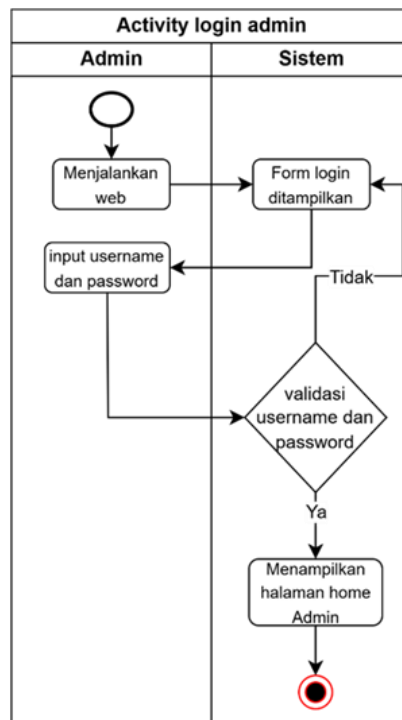 Activity login admin
Admin
Sistem
Menjalankan
web
Form login
ditampilkan
input username
dan password
Tidak
validasi
username dan
password
Ya
Menampilkan
halaman home
Admin